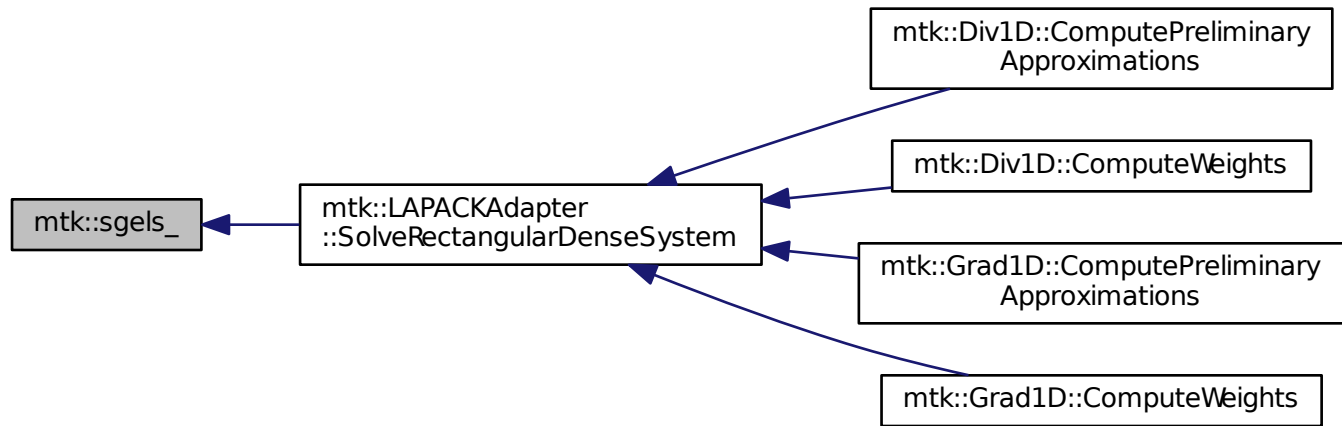 mtk::sgels_
mtk::LAPACKAdapter
::SolveRectangularDenseSystem
mtk::Div1D::ComputePreliminary
Approximations
mtk::Div1D::ComputeWeights
mtk::Grad1D::ComputePreliminary
Approximations
mtk::Grad1D::ComputeWeights